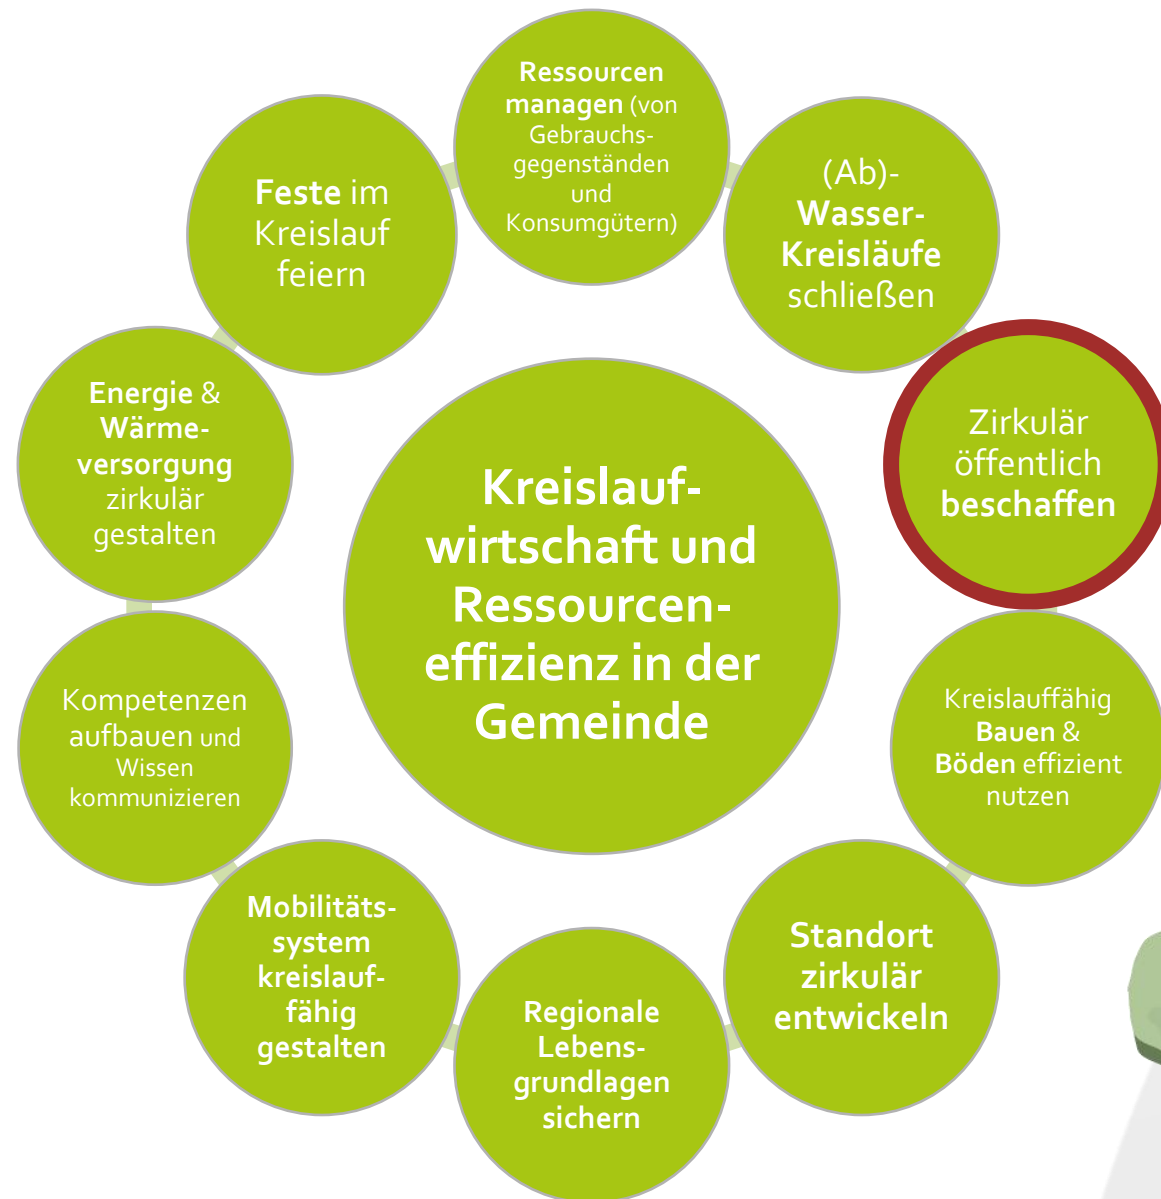 Ressourcen
managen (von
Gebrauchs-
gegenständen
und
Konsumgütern)
(Ab)-
Wasser-
Kreisläufe
schließen
Zirkulär
öffentlich
beschaffen
Kreislauffähig
Bauen &
Böden effizient
nutzen
Standort
zirkulär
entwickeln
Regionale
Lebens-
grundlagen
sichern
Mobilitäts-
system
kreislauf-
fähig
gestalten
Kompetenzen
aufbauen und
Wissen
kommunizieren
Energie &
Wärme-
versorgung
zirkulär
gestalten
Feste im
Kreislauf
feiern
Kreislauf-
wirtschaft und
Ressourcen-
effizienz in der
Gemeinde